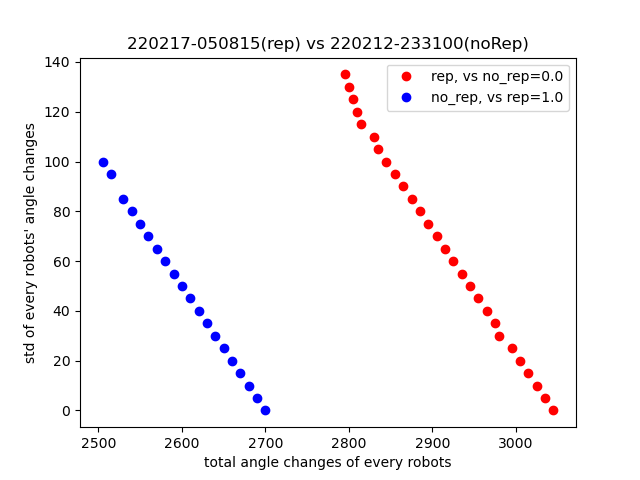 220217-050815(rep) vs 220212-233100(noRep)
rep, vs no_rep=0.0
no_rep, vs rep=1.0
std of every robots' angle changes
140
120
100
80
60
40
20
0
2500 2600 2700 2800 2900 3000
total angle changes of every robots